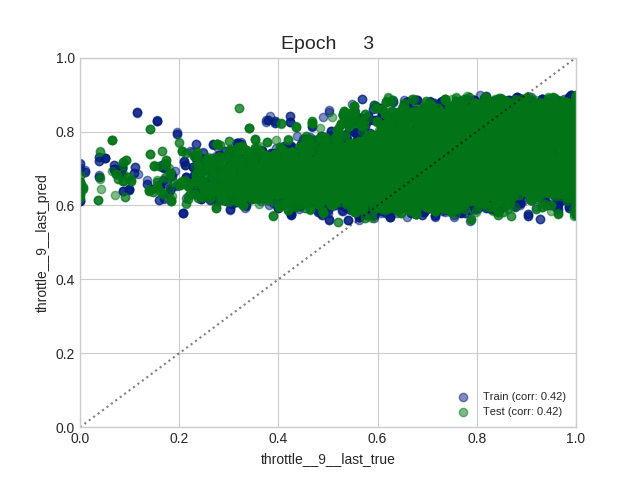 Epoch 3
1.0
0.8
0.6
0.4
0.2
0.0
throttle__9__last_pred
0.0 0.2 0.4 0.6 0.8 1.0
throttle__9__last_true
Train (corr: 0.42)
Test (corr: 0.42)